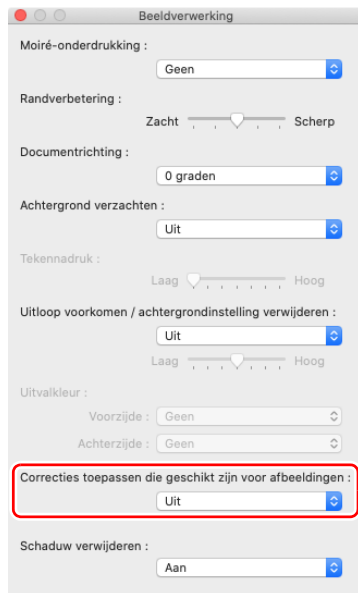 Beeldverwerking
Moiré-onderdrukking :
Geen
Randverbetering :
Zacht Scherp
Documentrichting :
0 graden
Achtergrond verzachten :
Uit
Tekennadruk :
Laag Hoog
Uitloop voorkomen / achtergrondinstelling verwijderen :
Uit
Laag Hoog
Uitvalkleur :
Voorzijde : Geen
Achterzijde : Geen
Correcties toepassen die geschikt zijn voor afbeeldingen :
Uit
Schaduw verwijderen :
Aan